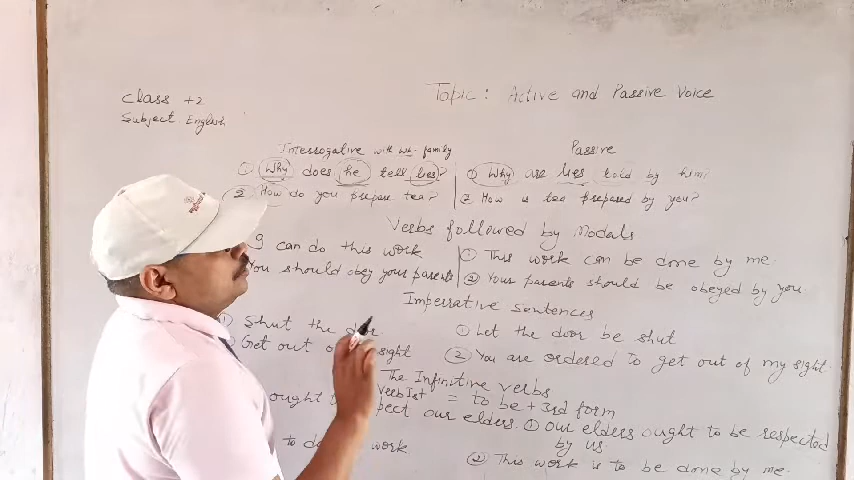 Topic: Active and Passive Voice
Class +2
Subject English
Interrogative with Wh- family
Passive
① Why does he tell lies?
① Why are lies told by him?
2 How do you prepare tea?
2 How is tea prepared by you?
Verbs followed by Modals
I can do this work
① This work can be done by me.
You should obey your parents
② Your parents should be obeyed by you.
Imperative Sentences
① Shut the door
① Let the door be shut
Get out sight
② You are ordered to get out of my sight.
The Infinitive verbs
Verb Ist = to be + 3rd form
ought our elders.
① our elders ought to be respected
by us.
to work
② This work is to be done by me.